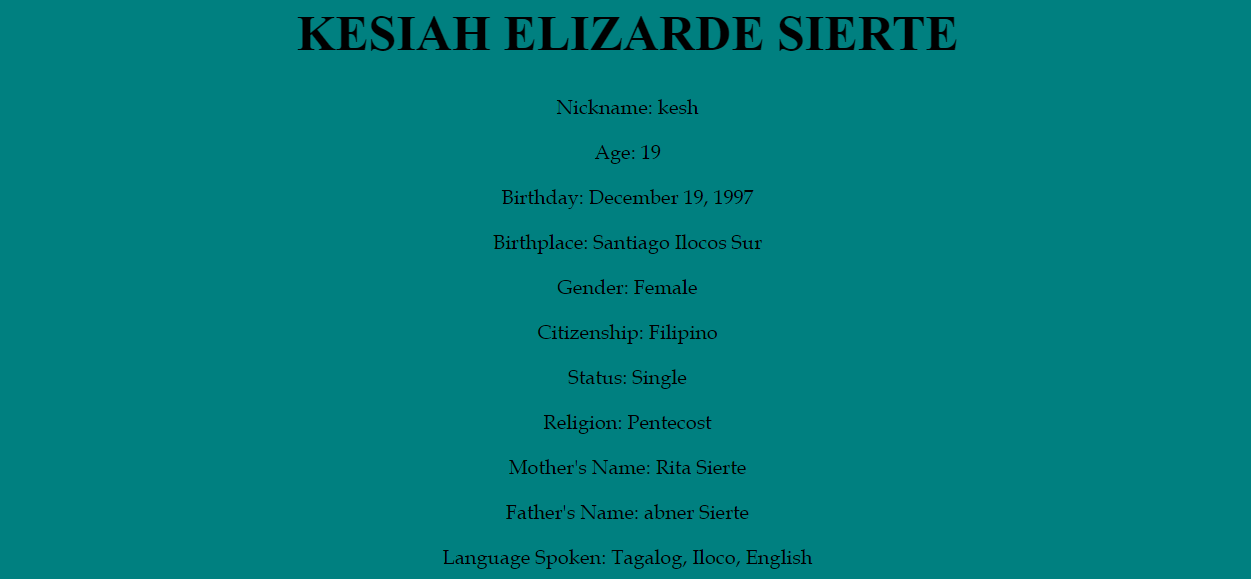 KESIAH ELIZARDE SIERTE
Nickname: kesh
Age: 19
Birthday: December 19, 1997
Birthplace: Santiago Ilocos Sur
Gender: Female
Citizenship: Filipino
Status: Single
Religion: Pentecost
Mother's Name: Rita Sierte
Father's Name: abner Sierte
Language Spoken: Tagalog, Iloco, English